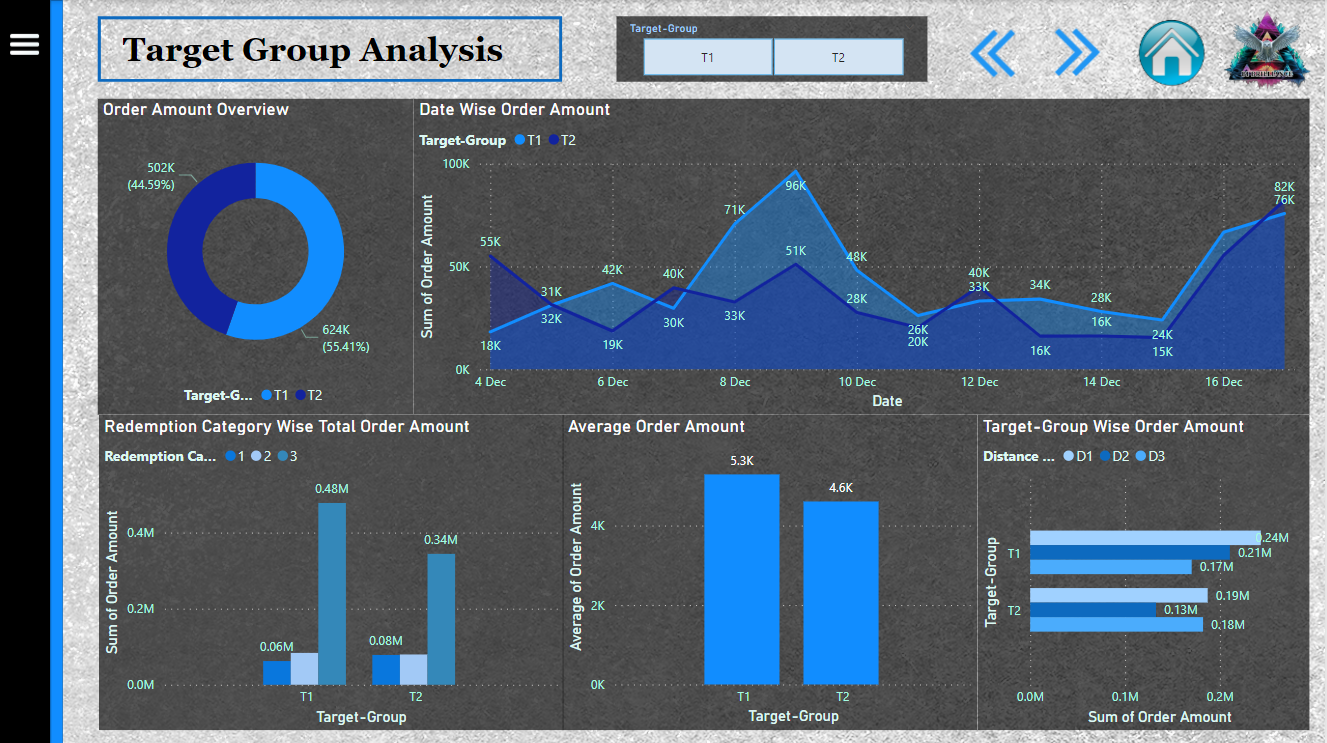 Target Group Analysis
Target-Group
T1 T2
Order Amount Overview
502K
(44.59%)
624K
(55.41%)
Target-G... T1 T2
Date Wise Order Amount
Target-Group T1 T2
Sum of Order Amount
100K
50K
0K
55K
18K
31K
32K
42K
19K
40K
30K
71K
33K
96K
51K
48K
28K
26K
20K
40K
33K
34K
16K
28K
16K
24K
15K
82K
76K
4 Dec 6 Dec 8 Dec 10 Dec 12 Dec 14 Dec 16 Dec
Date
Redemption Category Wise Total Order Amount
Redemption Ca... 1 2 3
Sum of Order Amount
0.4M
0.2M
0.0M
0.06M
0.48M
0.08M
0.34M
T1 T2
Target-Group
Average Order Amount
Average of Order Amount
4K
2K
0K
5.3K
4.6K
T1 T2
Target-Group
Target-Group Wise Order Amount
Distance ... D1 D2 D3
Target-Group
T1
T2
0.24M
0.21M
0.17M
0.19M
0.13M
0.18M
0.0M 0.1M 0.2M
Sum of Order Amount